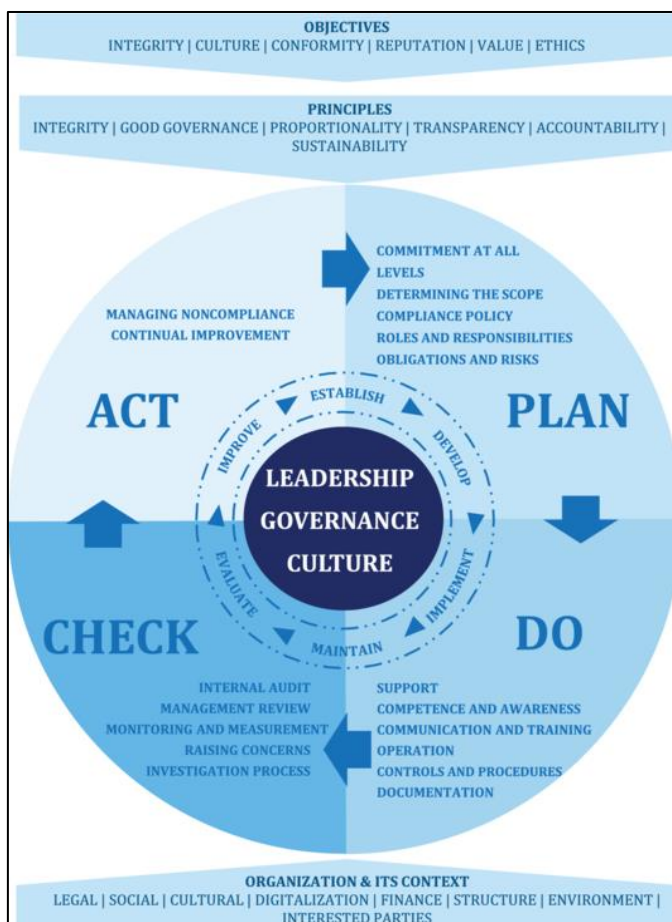 OBJECTIVES
INTEGRITY | CULTURE | CONFORMITY | REPUTATION | VALUE | ETHICS
PRINCIPLES
INTEGRITY | GOOD GOVERNANCE | PROPORTIONALITY | TRANSPARENCY | ACCOUNTABILITY |
SUSTAINABILITY
MANAGING NONCOMPLIANCE
CONTINUAL IMPROVEMENT
ACT
COMMITMENT AT ALL
LEVELS
DETERMINING THE SCOPE
COMPLIANCE POLICY
ROLES AND RESPONSIBILITIES
OBLIGATIONS AND RISKS
PLAN
ESTABLISH
DEVELOP
IMPLEMENT
MAINTAIN
EVALUATE
IMPROVE
LEADERSHIP
GOVERNANCE
CULTURE
CHECK
INTERNAL AUDIT
MANAGEMENT REVIEW
MONITORING AND MEASUREMENT
RAISING CONCERNS
INVESTIGATION PROCESS
DO
SUPPORT
COMPETENCE AND AWARENESS
COMMUNICATION AND TRAINING
OPERATION
CONTROLS AND PROCEDURES
DOCUMENTATION
ORGANIZATION & ITS CONTEXT
LEGAL | SOCIAL | CULTURAL | DIGITALIZATION | FINANCE | STRUCTURE | ENVIRONMENT |
INTERESTED PARTIES